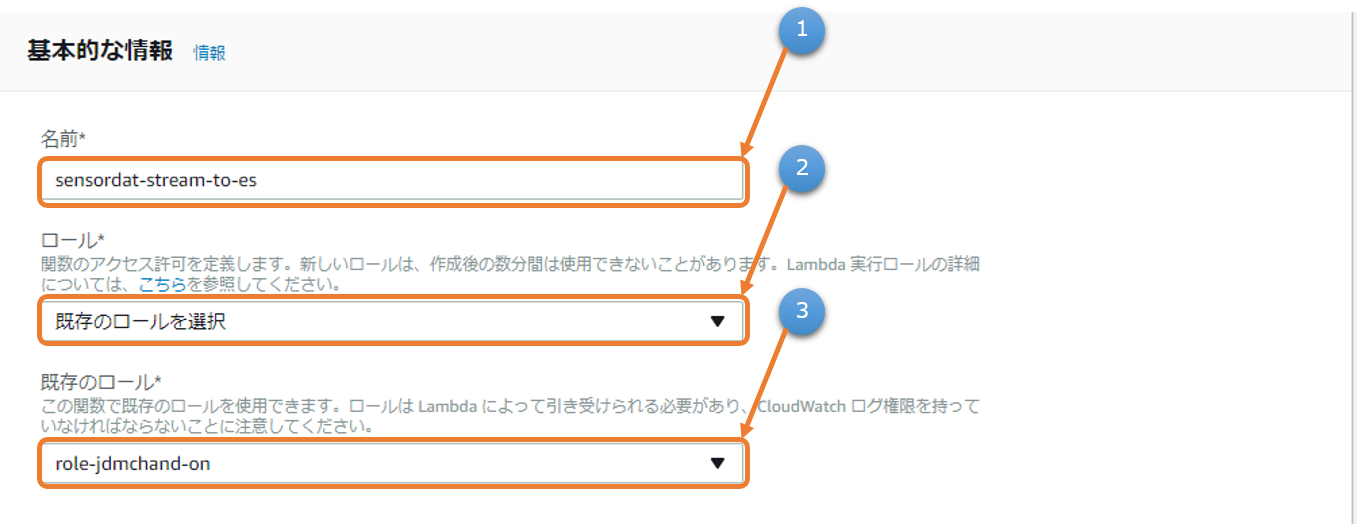 1
基本的な情報 情報
名前*
sensordat-stream-to-es
2
ロール*
関数のアクセス許可を定義します。新しいロールは、作成後の数分間は使用できないことがあります。Lambda 実行ロールの詳細
については、こちらを参照してください。
既存のロールを選択
3
既存のロール*
この関数で既存のロールを使用できます。ロールは Lambda によって引き受けられる必要があり、CloudWatch ログ権限を持って
いなければならないことに注意してください。
role-jdmchand-on